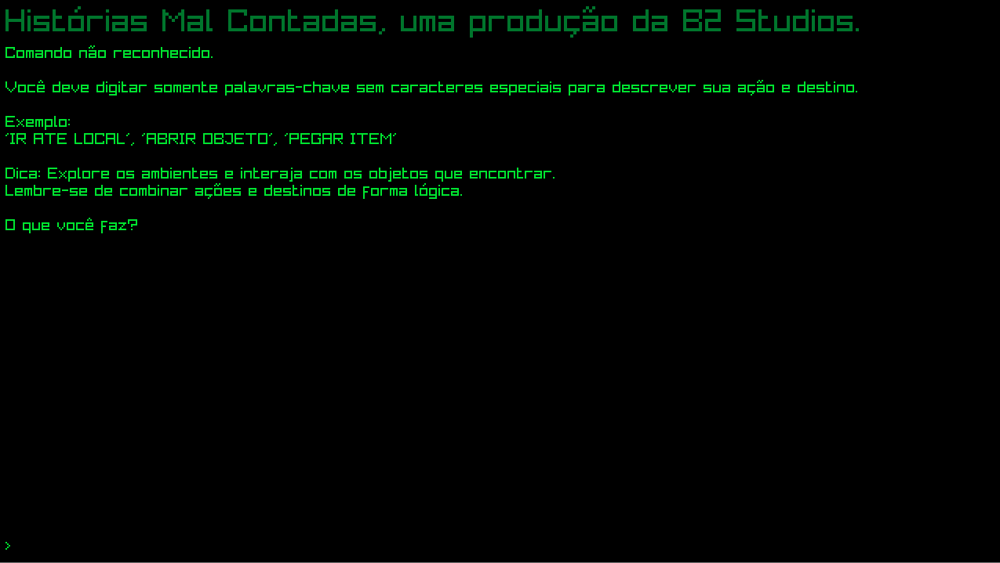 Histórias Mal Contadas, uma produção da B2 Studios.
Comando não reconhecido.
Você deve digitar somente palavras-chave sem caracteres especiais para descrever sua ação e destino.
Exemplo:
'IR ATE LOCAL', 'ABRIR OBJETO', 'PEGAR ITEM'
Dica: Explore os ambientes e interaja com os objetos que encontrar.
Lembre-se de combinar ações e destinos de forma lógica.
O que você faz?
>